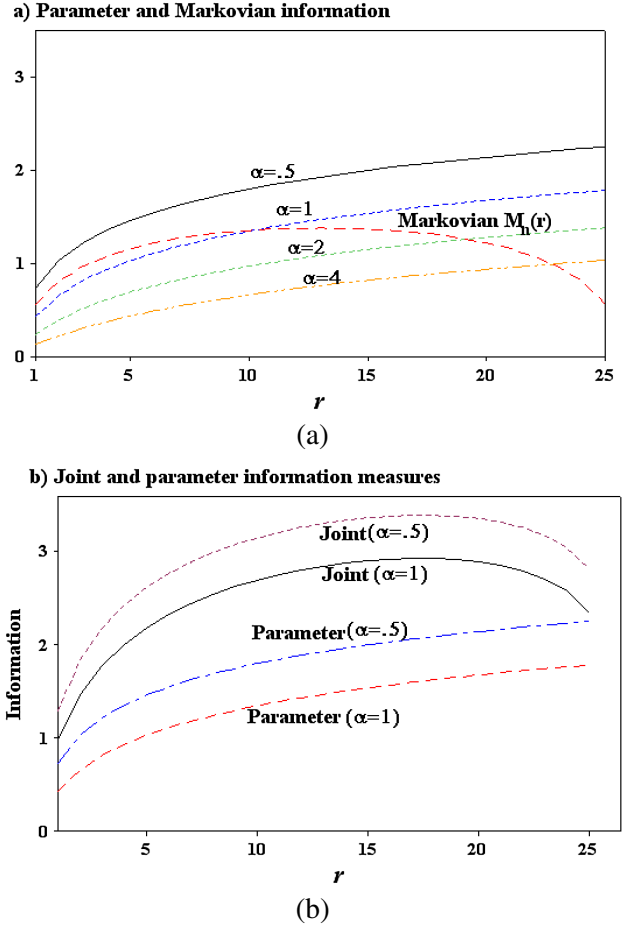 a) Parameter and Markovian information
3
α=.5
2
α=1
Markovian Mn(r)
α=2
1
α=4
0
1 5 10 15 20 25
r
(a)
b) Joint and parameter information measures
Joint(α=.5)
3
Joint (α=1)
Parameter(α=.5)
2
Parameter (α=1)
1
0
Information
5 10 15 20 25
r
(b)